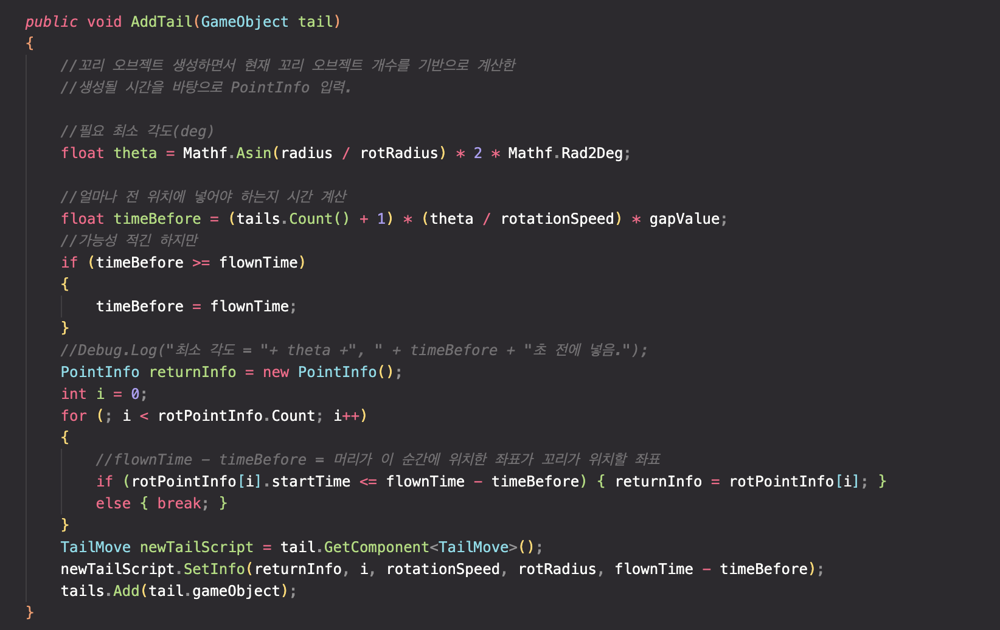 public void AddTail(GameObject tail)
{
//꼬리 오브젝트 생성하면서 현재 꼬리 오브젝트 개수를 기반으로 계산한
//생성될 시간을 바탕으로 PointInfo 입력.
//필요 최소 각도(deg)
float theta = Mathf.Asin(radius / rotRadius) * 2 * Mathf.Rad2Deg;
//얼마나 전 위치에 넣어야 하는지 시간 계산
float timeBefore = (tails.Count() + 1) * (theta / rotationSpeed) * gapValue;
//가능성 적긴 하지만
if (timeBefore >= flownTime)
{
timeBefore = flownTime;
}
//Debug.Log("최소 각도 = "+ theta +", " + timeBefore + "초 전에 넣음.");
PointInfo returnInfo = new PointInfo();
int i = 0;
for (; i < rotPointInfo.Count; i++)
{
//flownTime - timeBefore = 머리가 이 순간에 위치한 좌표가 꼬리가 위치할 좌표
if (rotPointInfo[i].startTime <= flownTime - timeBefore) { returnInfo = rotPointInfo[i]; }
else { break; }
}
TailMove newTailScript = tail.GetComponent<TailMove>();
newTailScript.SetInfo(returnInfo, i, rotationSpeed, rotRadius, flownTime - timeBefore);
tails.Add(tail.gameObject);
}